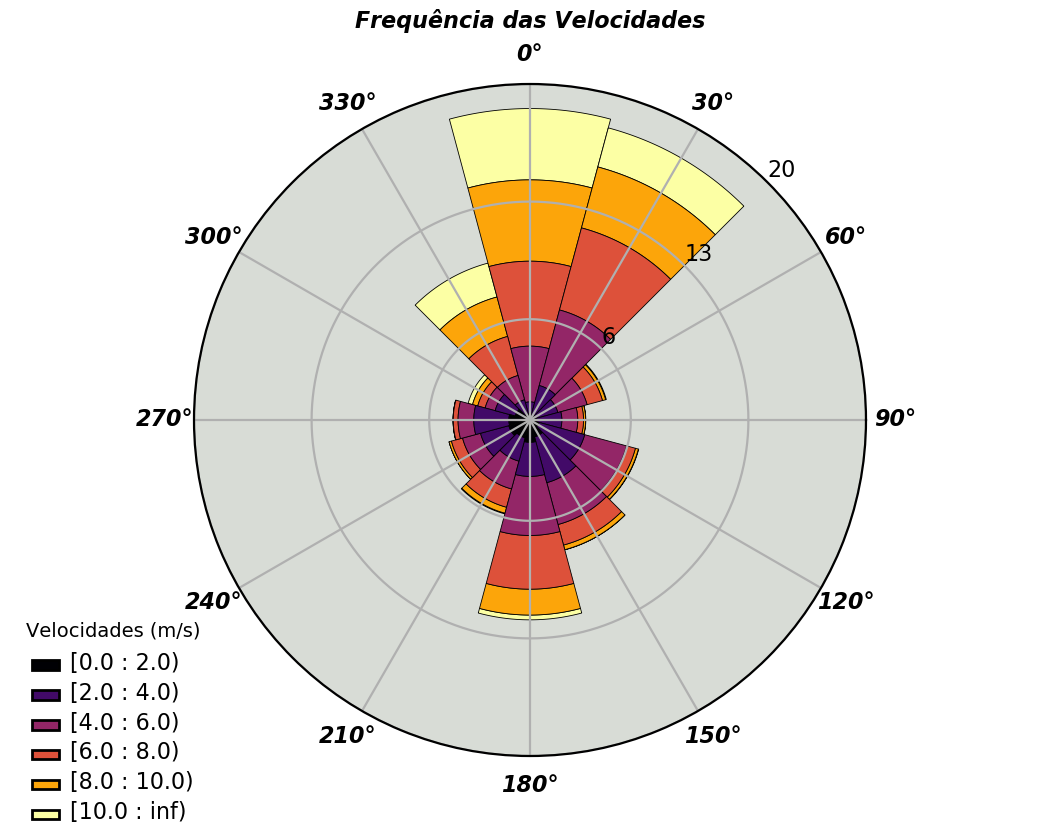 Frequência das Velocidades
0°
330°
30°
20
300°
60°
13
6
270°
90°
240°
120°
210°
150°
180°
Velocidades (m/s)
[0.0 : 2.0)
[2.0 : 4.0)
[4.0 : 6.0)
[6.0 : 8.0)
[8.0 : 10.0)
[10.0 : inf)